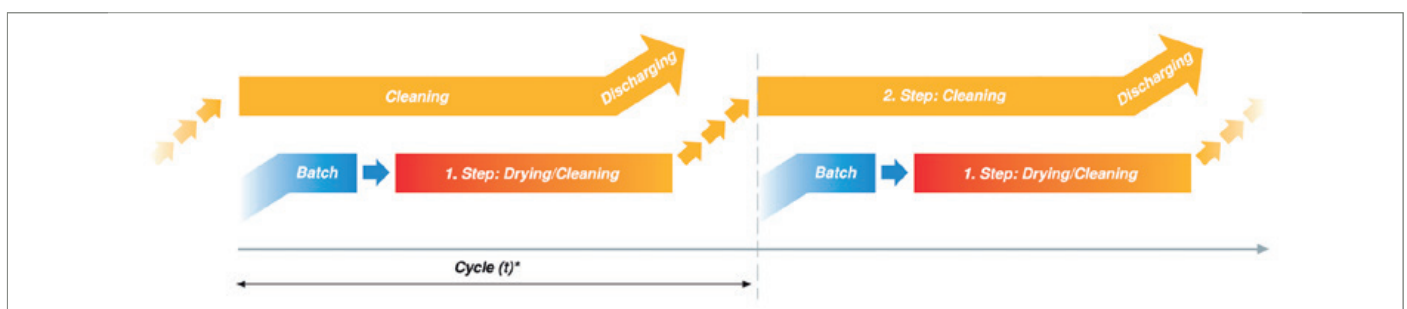 Cleaning
Discharging
2. Step: Cleaning
Discharging
Batch
1. Step: Drying/Cleaning
Batch
1. Step: Drying/Cleaning
Cycle (t)*